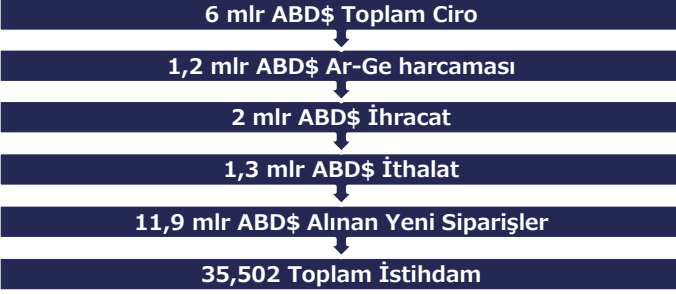 6 mlr ABD$ Toplam Ciro
1,2 mlr ABD$ Ar-Ge harcaması
2 mlr ABD$ İhracat
1,3 mlr ABD$ İthalat
11,9 mlr ABD$ Alınan Yeni Siparişler
35,502 Toplam İstihdam